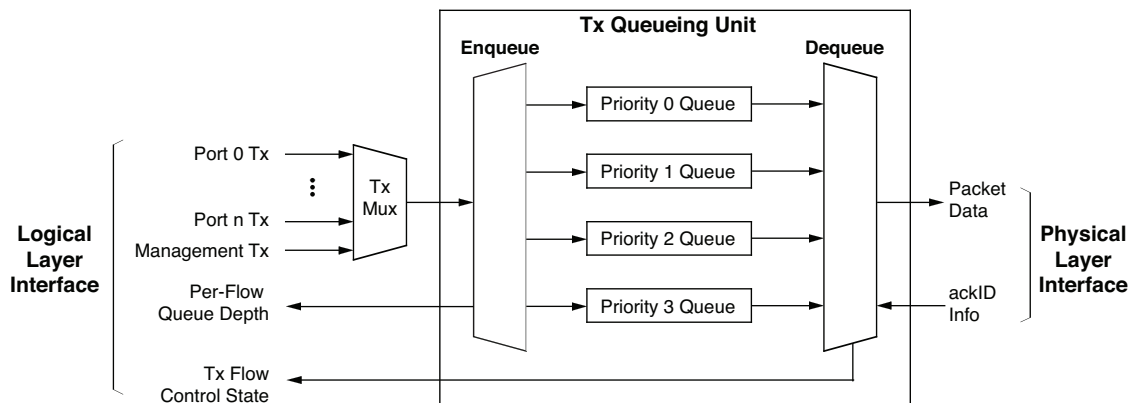 Tx Queueing Unit
Enqueue
Dequeue
Priority 0 Queue
Port 0 Tx
Priority 1 Queue
Tx
Mux
Packet
Data
Port n Tx
Logical
Layer
Interface
Management Tx
Priority 2 Queue
Physical
Layer
Interface
Per-Flow
Queue Depth
Priority 3 Queue
ackID
Info
Tx Flow
Control State